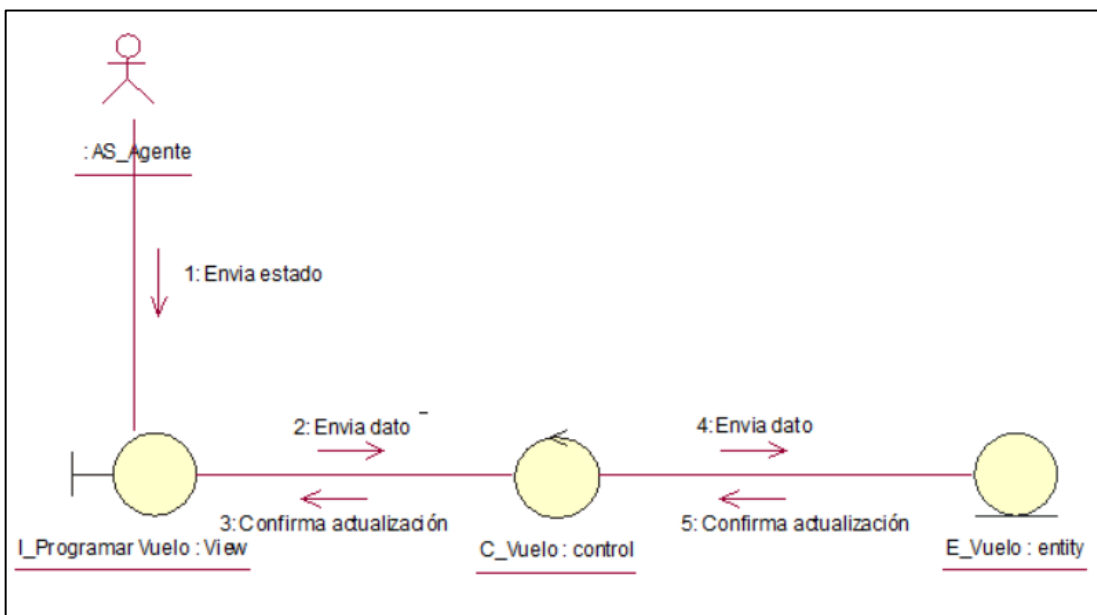 : AS_Agente
1: Envia estado
2: Envia dato
4:Envia dato
3:Confirma actualización
5: Confirma actualización
I_Programar Vuelo : View
C_Vuelo : control
E_Vuelo : entity